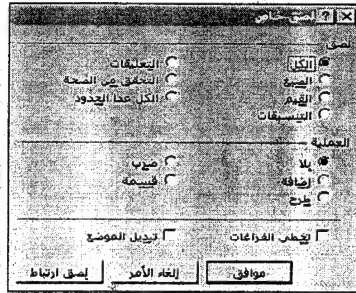 لصق خاص
لصق
الكل
التعليقات
الصيغ
التحقق من الصحة
القيم
الكل عدا الحدود
التنسيقات
العملية
بلا
ضرب
إضافة
قسمة
طرح
تخطي الفراغات
تبديل الموضع
موافق
إلغاء الأمر
لصق ارتباط